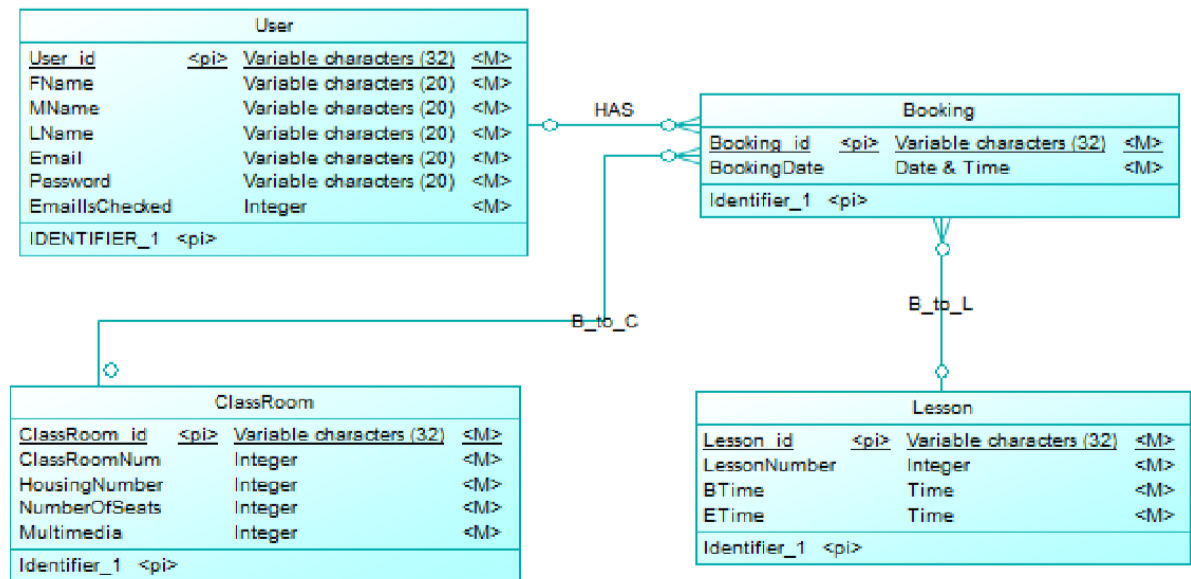 User
User_id <pi> Variable characters (32) <M>
FName Variable characters (20) <M>
MName Variable characters (20) <M>
LName Variable characters (20) <M>
Email Variable characters (20) <M>
Password Variable characters (20) <M>
EmailIsChecked Integer <M>
IDENTIFIER_1 <pi>
HAS
Booking
Booking_id <pi> Variable characters (32) <M>
BookingDate Date & Time <M>
Identifier_1 <pi>
B_to_C
B_to_L
ClassRoom
ClassRoom_id <pi> Variable characters (32) <M>
ClassRoomNum Integer <M>
HousingNumber Integer <M>
NumberOfSeats Integer <M>
Multimedia Integer <M>
Identifier_1 <pi>
Lesson
Lesson_id <pi> Variable characters (32) <M>
LessonNumber Integer <M>
BTime Time <M>
ETime Time <M>
Identifier_1 <pi>